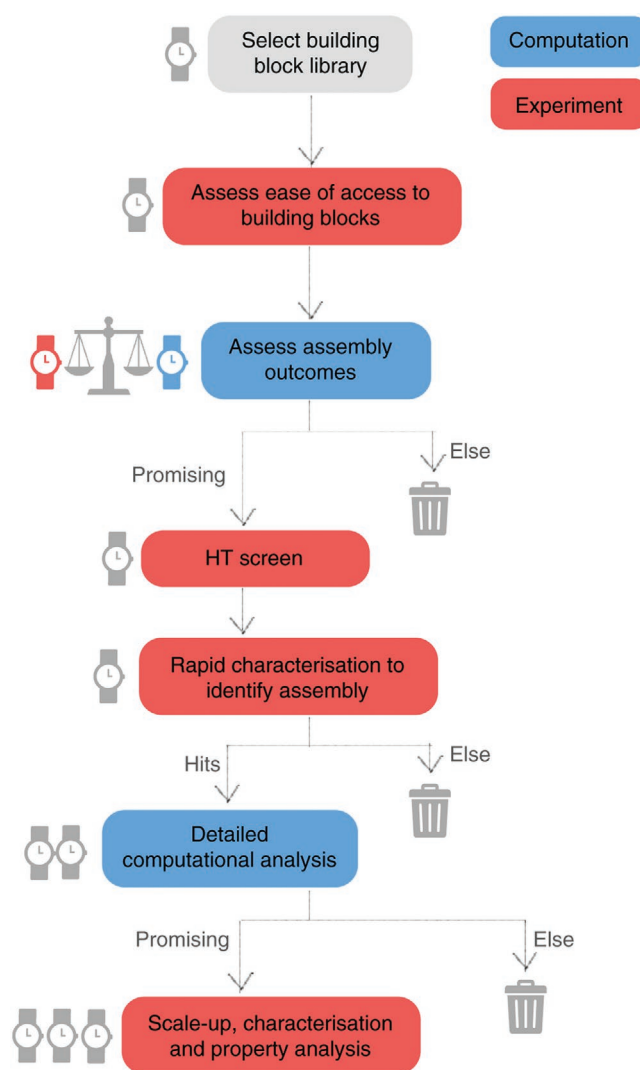 Select building
block library
Computation
Experiment
Assess ease of access to
building blocks
Assess assembly
outcomes
Promising
Else
HT screen
Rapid characterisation to
identify assembly
Hits
Else
Detailed
computational analysis
Promising
Else
Scale-up, characterisation
and property analysis